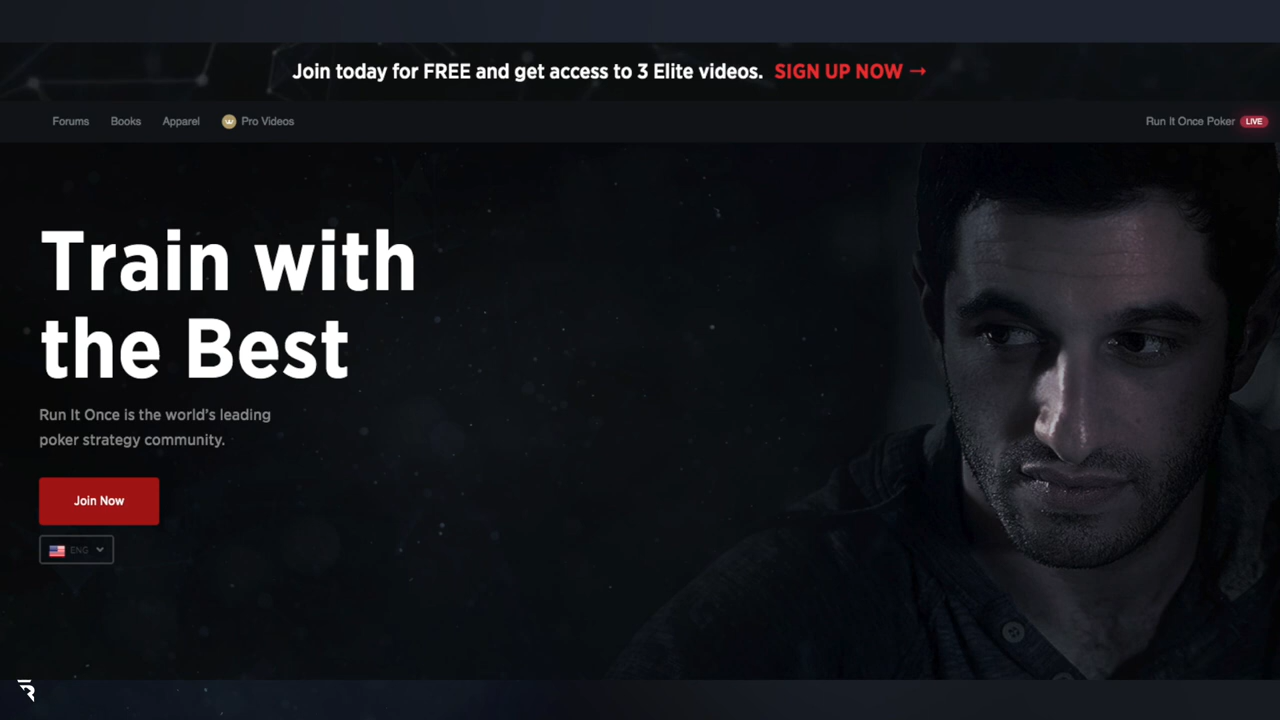 Join today for FREE and get access to 3 Elite videos. SIGN UP NOW →
Forums Books Apparel Pro Videos Run It Once Poker LIVE
Train with
the Best
Run It Once is the world's leading
poker strategy community.
Join Now
ENG